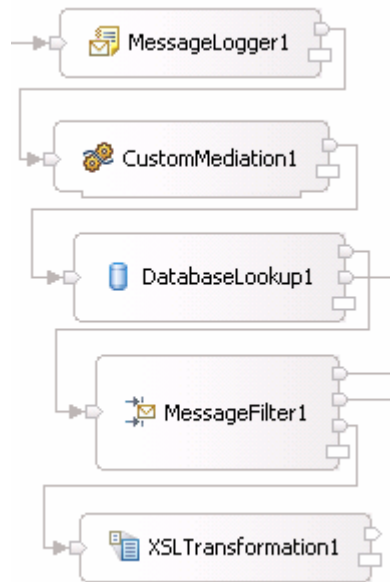 MessageLogger1
CustomMediation1
DatabaseLookup1
MessageFilter1
XSLTransformation1